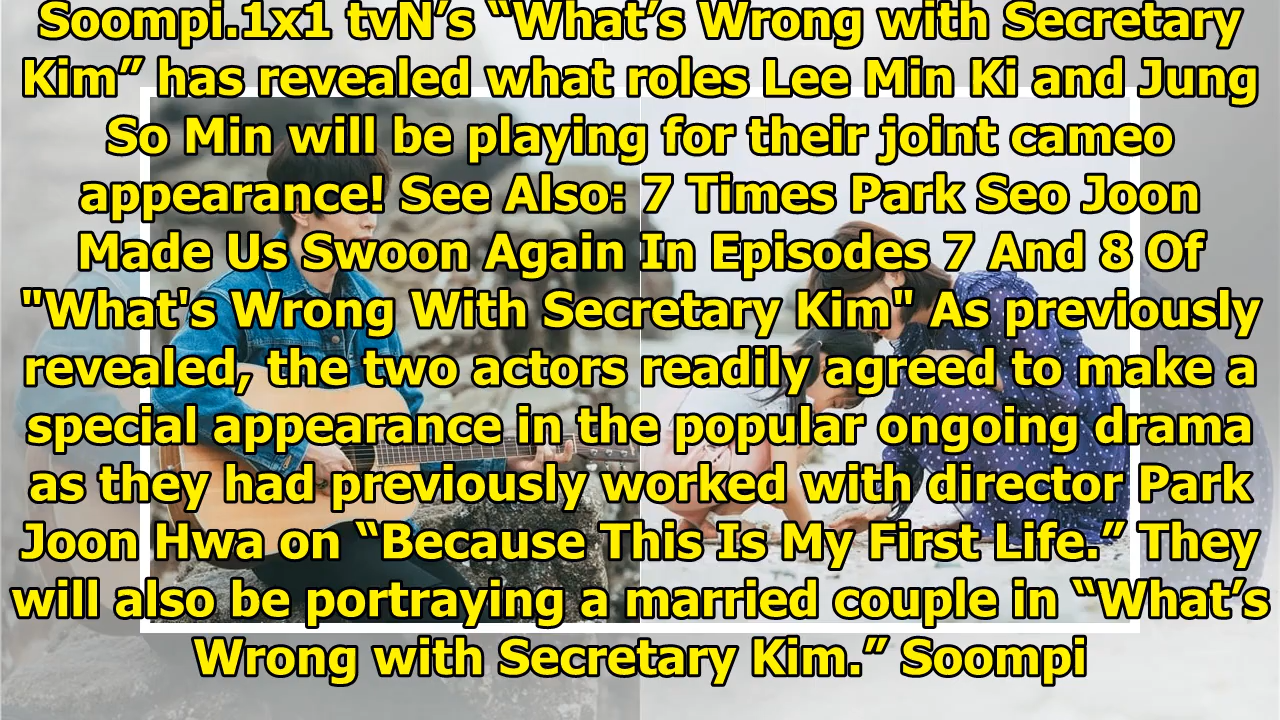 Soompi.1x1 tvN’s “What’s Wrong with Secretary
Kim” has revealed what roles Lee Min Ki and Jung
So Min will be playing for their joint cameo
appearance! See Also: 7 Times Park Seo Joon
Made Us Swoon Again In Episodes 7 And 8 Of
"What's Wrong With Secretary Kim" As previously
revealed, the two actors readily agreed to make a
special appearance in the popular ongoing drama
as they had previously worked with director Park
Joon Hwa on “Because This Is My First Life.” They
will also be portraying a married couple in “What’s
Wrong with Secretary Kim.” Soompi